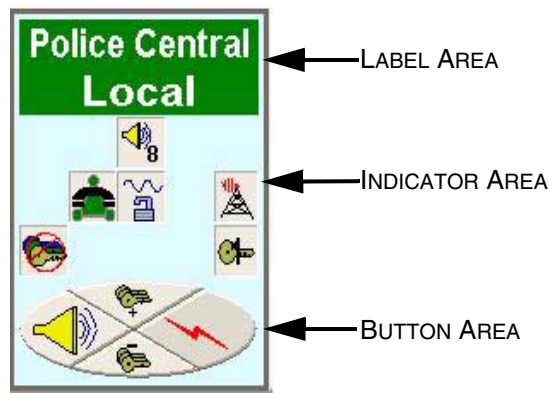 Police Central
Local
LABEL AREA
8
INDICATOR AREA
+
-
BUTTON AREA